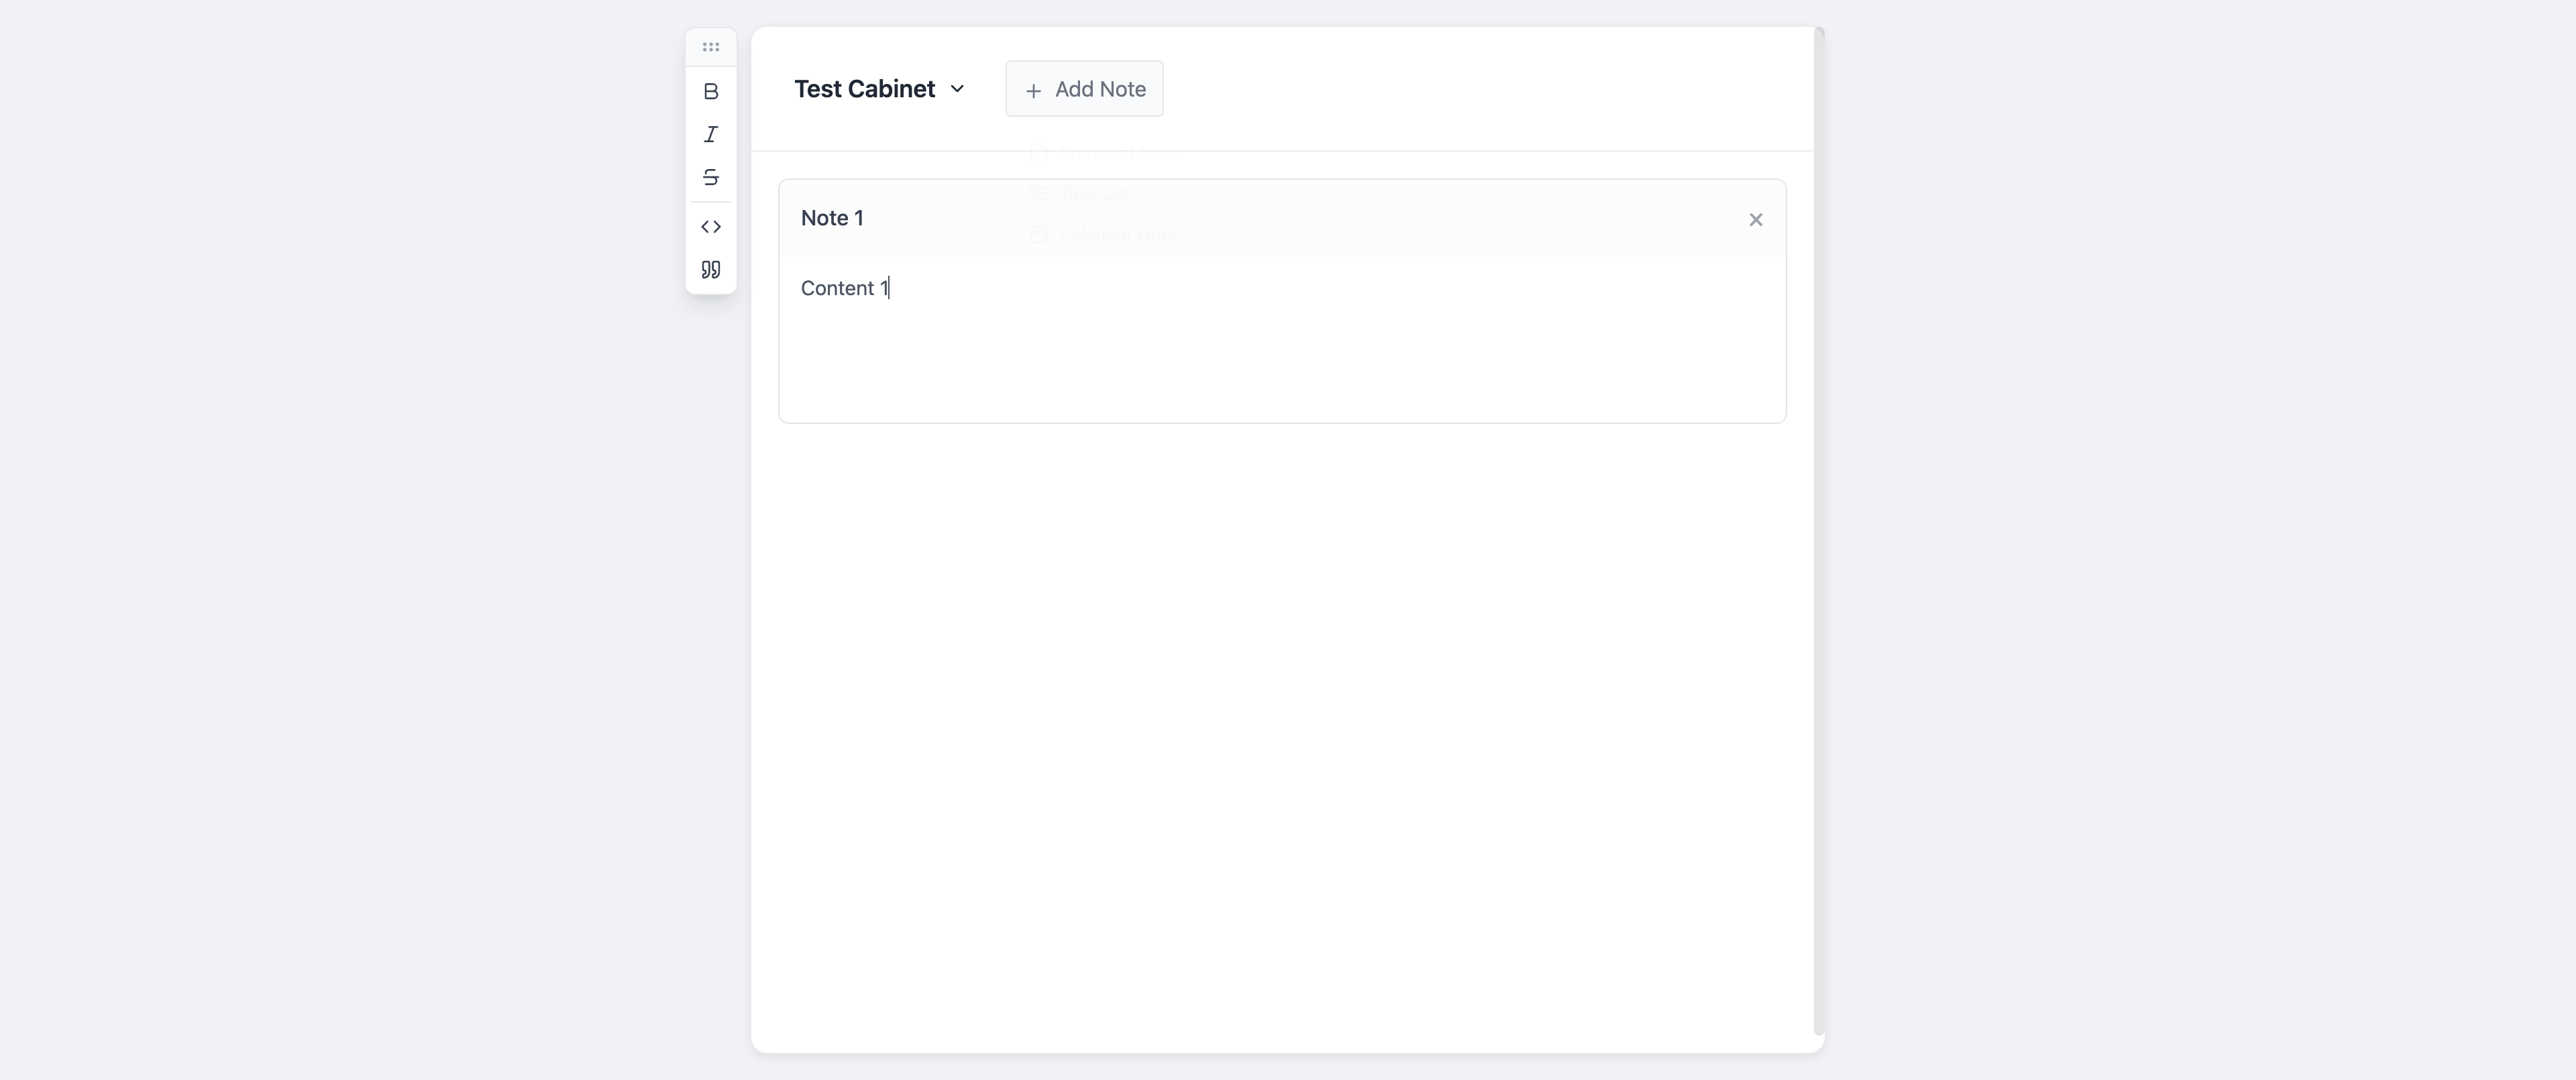 Test Cabinet
Add Note
Standard Note
Task List
Calendar Note
Note 1
Content 1